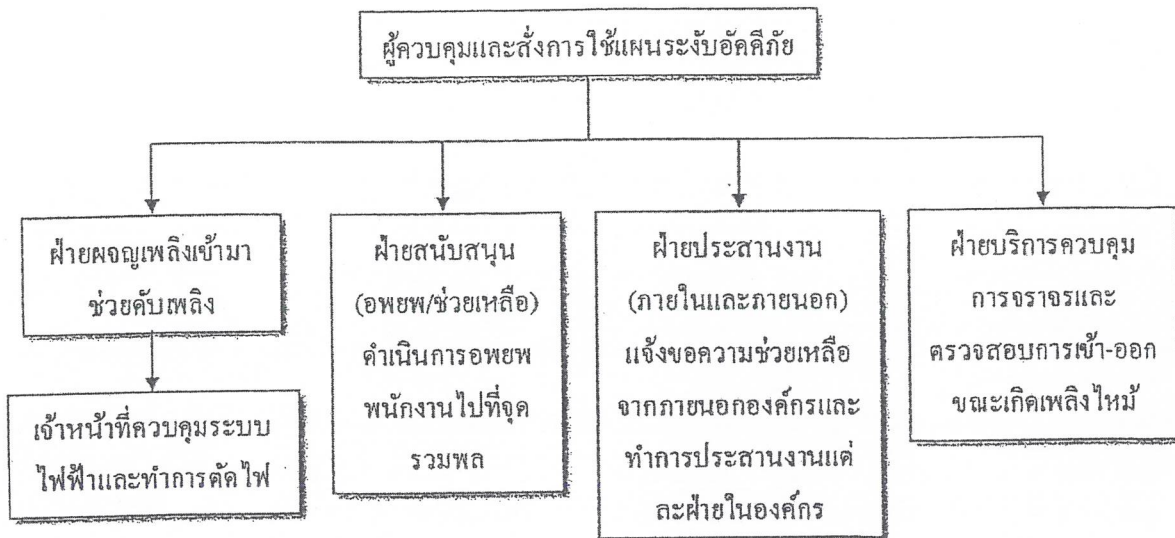 ผู้ควบคุมและสั่งการใช้แผนระงับอัคคีภัย
ฝ่ายผจญเพลิงเข้ามา
ช่วยดับเพลิง
เจ้าหน้าที่ควบคุมระบบ
ไฟฟ้าและทำการตัดไฟ
ฝ่ายสนับสนุน
(อพยพ/ช่วยเหลือ)
ดำเนินการอพยพ
พนักงานไปที่จุด
รวมพล
ฝ่ายประสานงาน
(ภายในและภายนอก)
แจ้งขอความช่วยเหลือ
จากภายนอกองค์กรและ
ทำการประสานงานแต่
ละฝ่ายในองค์กร
ฝ่ายบริการควบคุม
การจราจรและ
ตรวจสอบการเข้า-ออก
ขณะเกิดเพลิงไหม้